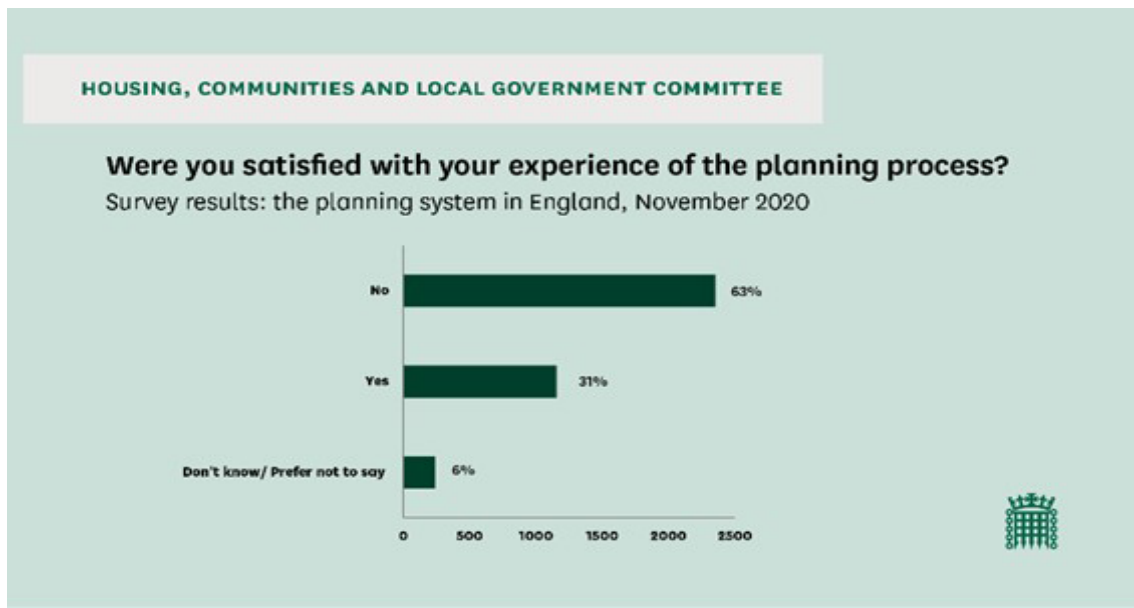 HOUSING, COMMUNITIES AND LOCAL GOVERNMENT COMMITTEE
Were you satisfied with your experience of the planning process?
Survey results: the planning system in England, November 2020
No 63%
Yes 31%
Don't know/ Prefer not to say 6%
0 500 1000 1500 2000 2500